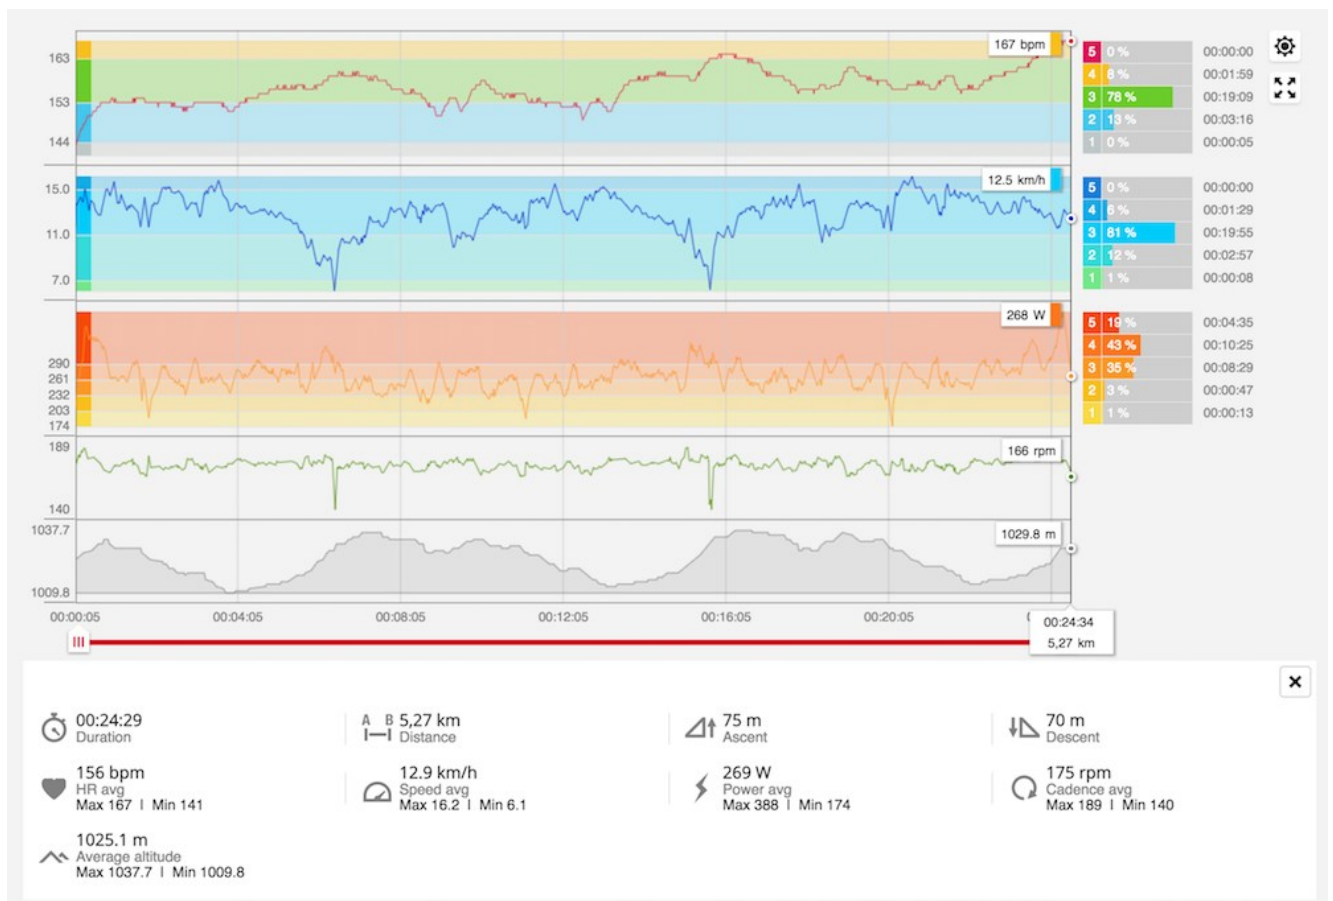 163
153
144
167 bpm
5 0 % 00:00:00
4 8 % 00:01:59
3 78 % 00:19:09
2 13 % 00:03:16
1 0 % 00:00:05
15.0
11.0
7.0
12.5 km/h
5 0 % 00:00:00
4 6 % 00:01:29
3 81 % 00:19:55
2 12 % 00:02:57
1 1 % 00:00:08
290
261
232
203
174
268 W
5 19 % 00:04:35
4 43 % 00:10:25
3 35 % 00:08:29
2 3 % 00:00:47
1 1 % 00:00:13
189
140
166 rpm
1037.7
1009.8
1029.8 m
00:00:05 00:04:05 00:08:05 00:12:05 00:16:05 00:20:05
00:24:34
5,27 km
00:24:29
Duration
A B 5,27 km
Distance
75 m
Ascent
70 m
Descent
156 bpm
HR avg
Max 167 | Min 141
12.9 km/h
Speed avg
Max 16.2 | Min 6.1
269 W
Power avg
Max 388 | Min 174
175 rpm
Cadence avg
Max 189 | Min 140
1025.1 m
Average altitude
Max 1037.7 | Min 1009.8